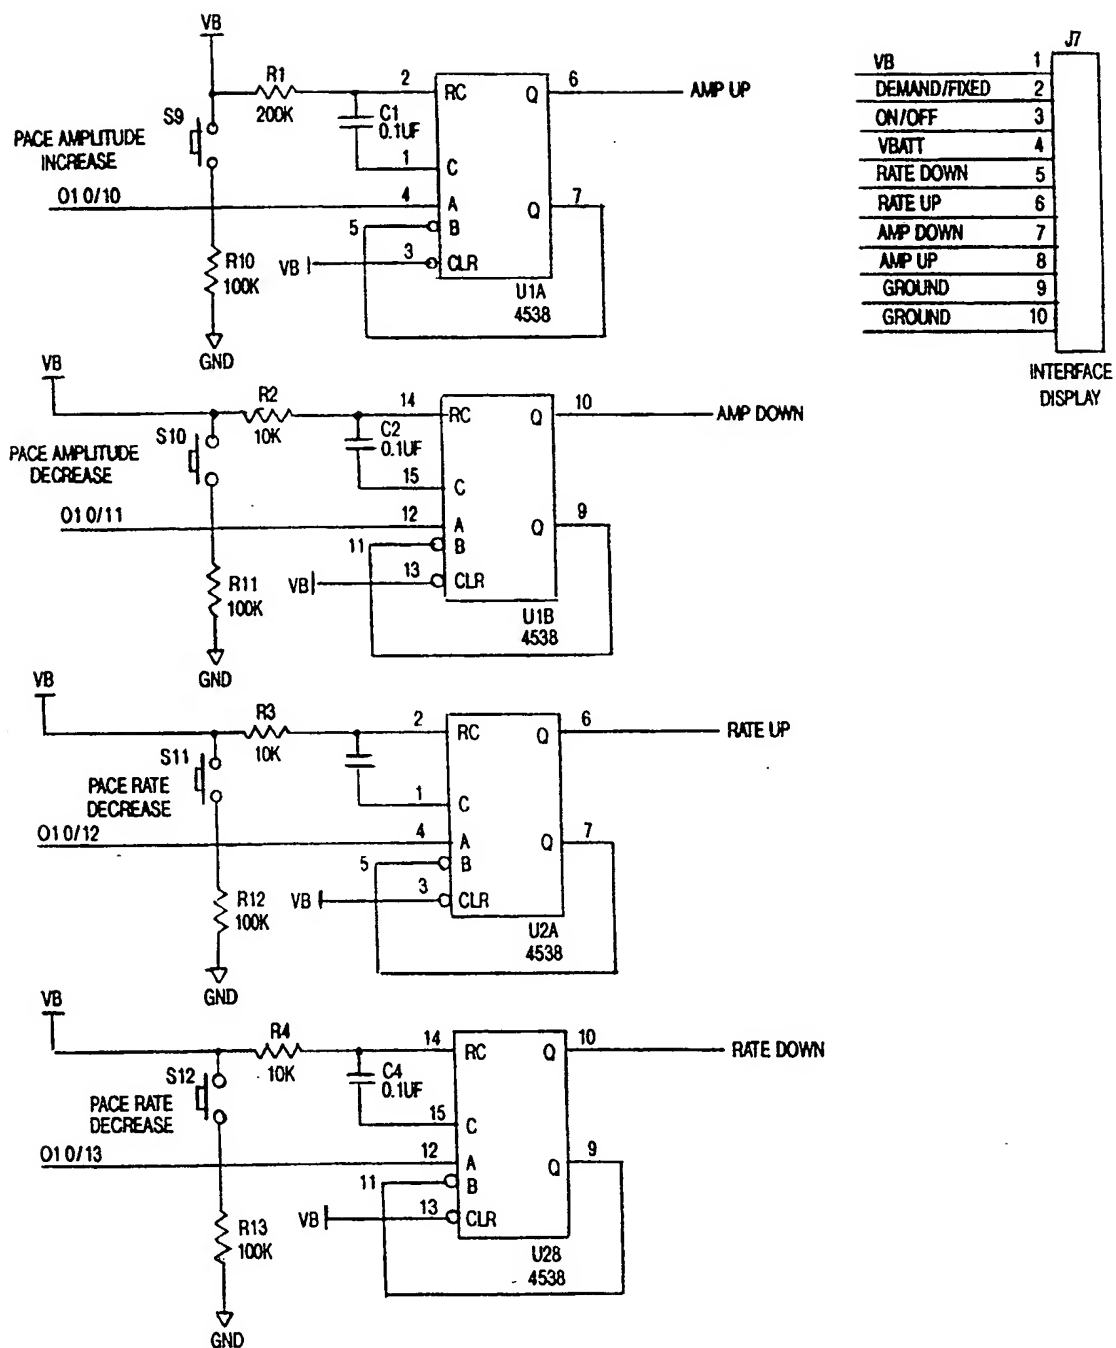 VB
R1
200K
2
RC
Q
6
AMP UP
C1
0.1UF
S9
PACE AMPLITUDE
INCREASE
1
C
01 0/10
4
A
Q
7
5
B
VB
3
CLR
R10
100K
U1A
4538
GND
J7
VB 1
DEMAND/FIXED 2
ON/OFF 3
VBATT 4
RATE DOWN 5
RATE UP 6
AMP DOWN 7
AMP UP 8
GROUND 9
GROUND 10
INTERFACE
DISPLAY
VB
R2
10K
14
RC
Q
10
AMP DOWN
C2
0.1UF
S10
PACE AMPLITUDE
DECREASE
15
C
01 0/11
12
A
Q
9
11
B
VB
13
CLR
R11
100K
U1B
4538
GND
VB
R3
10K
2
RC
Q
6
RATE UP
S11
PACE RATE
DECREASE
1
C
01 0/12
4
A
Q
7
5
B
VB
3
CLR
R12
100K
U2A
4538
GND
VB
R4
10K
14
RC
Q
10
RATE DOWN
C4
0.1UF
S12
PACE RATE
DECREASE
15
C
01 0/13
12
A
Q
9
11
B
VB
13
CLR
R13
100K
U28
4538
GND